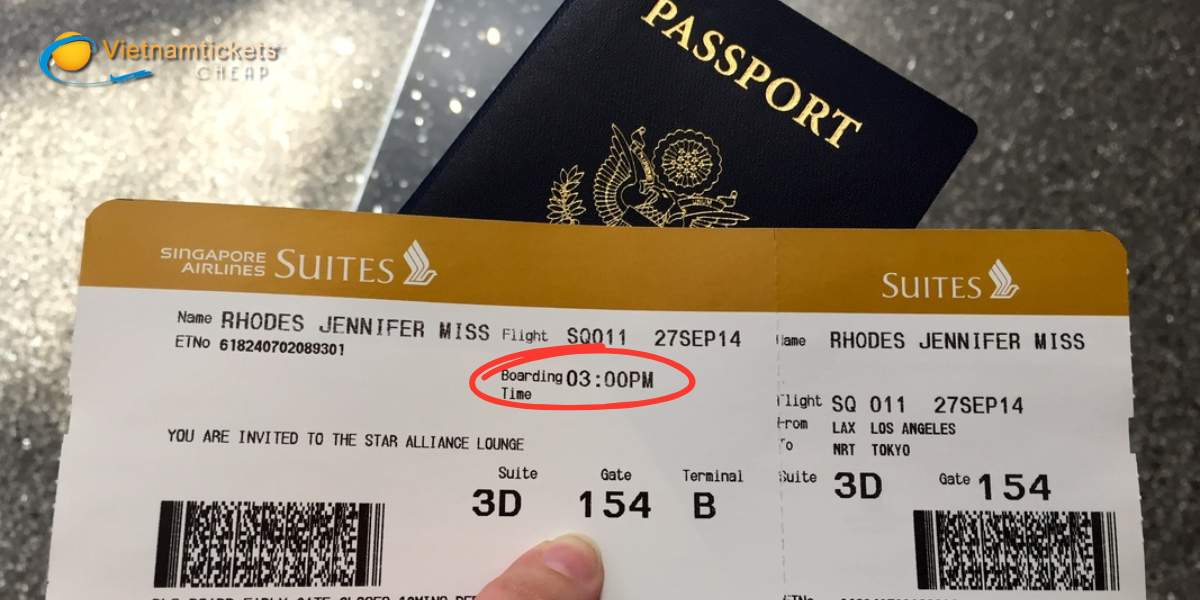 Vietnamtickets
CHEAP
PASSPORT
SINGAPORE
AIRLINES SUITES
SUITES
Name RHODES JENNIFER MISS Flight SQ011 27SEP14
ETNo 618240702089301
Boarding 03:00PM
Time
YOU ARE INVITED TO THE STAR ALLIANCE LOUNGE
Suite Gate Terminal
3D 154 B
ame RHODES JENNIFER MISS
light SQ 011 27SEP14
From LAX LOS ANGELES
To NRT TOKYO
Suite 3D Gate 154